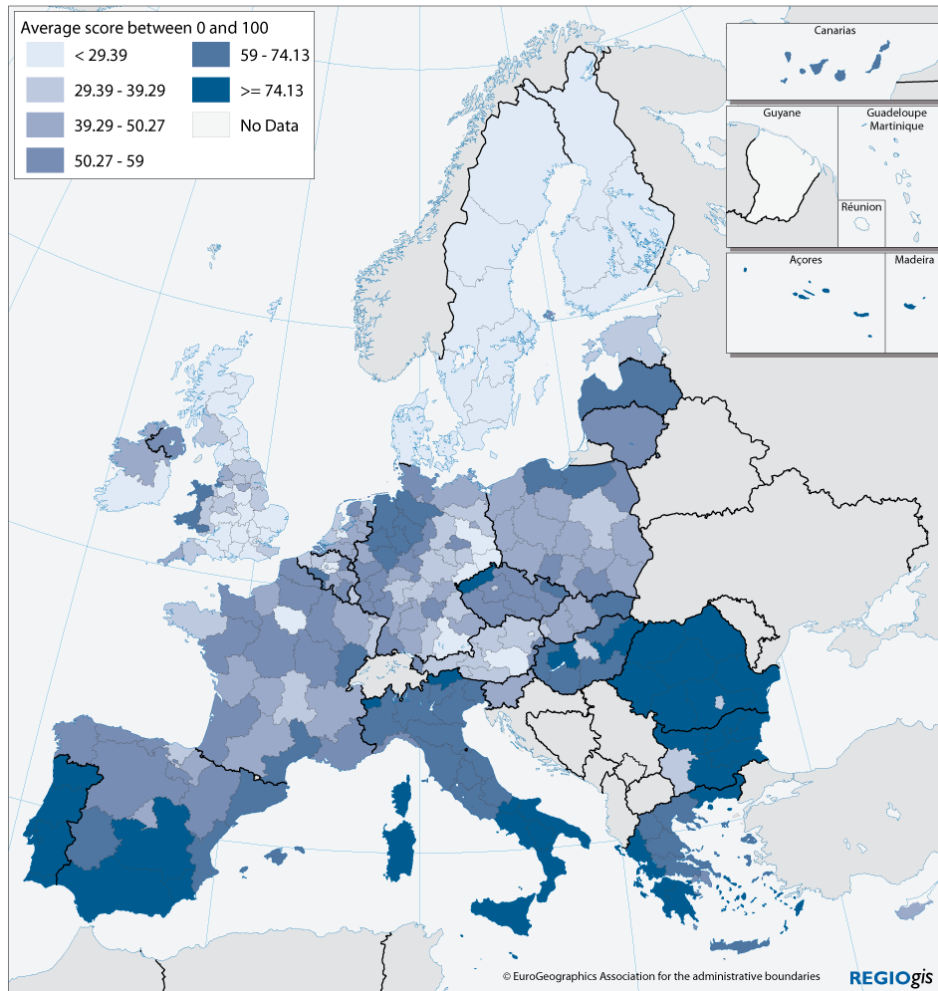 Average score between 0 and 100
< 29.39
29.39 - 39.29
39.29 - 50.27
50.27 - 59
59 - 74.13
>= 74.13
No Data
Canarias
Guyane
Guadeloupe
Martinique
Réunion
Açores
Madeira
© EuroGeographics Association for the administrative boundaries
REGIOgis